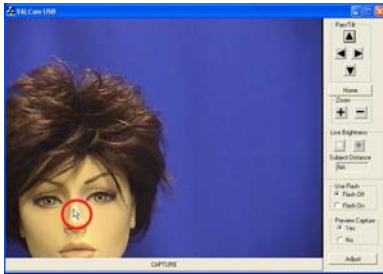 VALCam USB
Pan/Tilt
Home
Zoom
Live Brightness
Subject Distance
NA
Use Flash
Flash Off
Flash On
Preview Capture
Yes
No
CAPTURE
Adjust